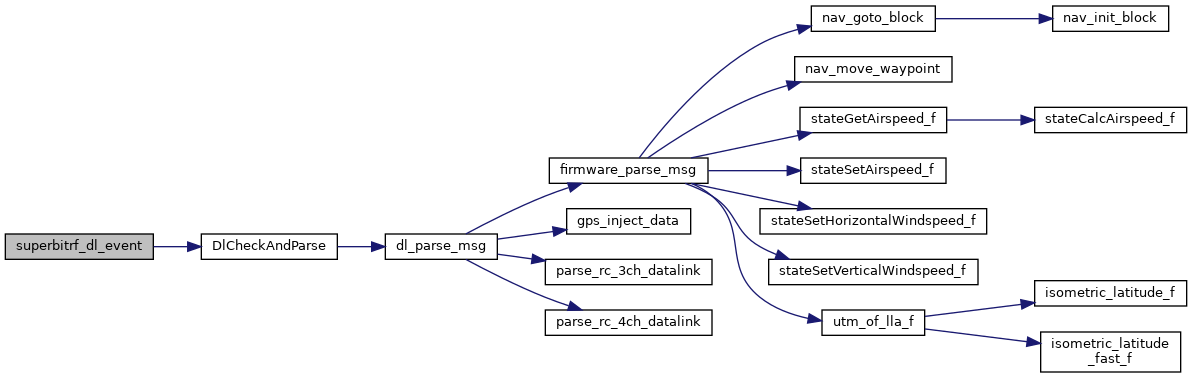 superbitrf_dl_event
DlCheckAndParse
dl_parse_msg
firmware_parse_msg
gps_inject_data
parse_rc_3ch_datalink
parse_rc_4ch_datalink
nav_goto_block
nav_move_waypoint
stateGetAirspeed_f
stateSetAirspeed_f
stateSetHorizontalWindspeed_f
stateSetVerticalWindspeed_f
utm_of_lla_f
nav_init_block
stateCalcAirspeed_f
isometric_latitude_f
isometric_latitude
_fast_f